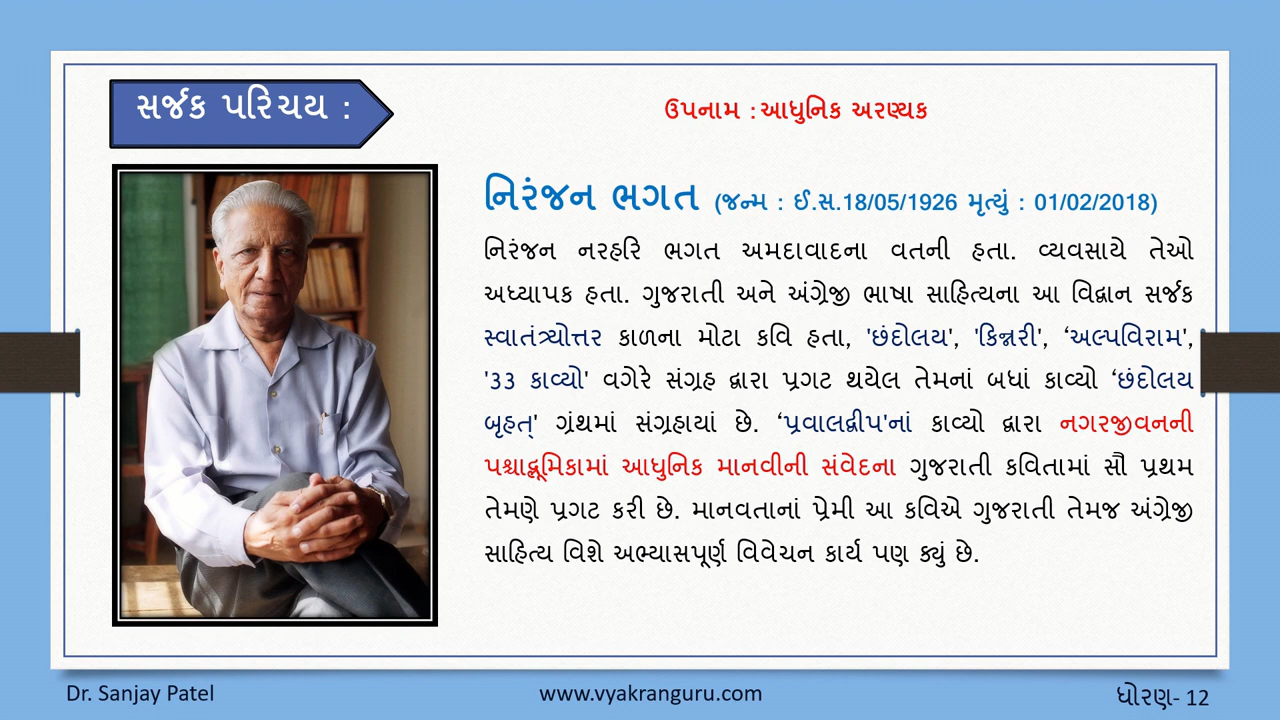 સર્જક પરિચય :
ઉપનામ : આધુનિક અરણ્યક
નિરંજન ભગત (જન્મ : ઈ.સ.18/05/1926 મૃત્યું : 01/02/2018)
નિરંજન નરહરિ ભગત અમદાવાદના વતની હતા. વ્યવસાયે તેઓ
અધ્યાપક હતા. ગુજરાતી અને અંગ્રેજી ભાષા સાહિત્યના આ વિદ્વાન સર્જક
સ્વાતંત્ર્યોત્તર કાળના મોટા કવિ હતા, 'છંદોલય', 'કિન્નરી', ‘અલ્પવિરામ',
'૩૩ કાવ્યો' વગેરે સંગ્રહ દ્વારા પ્રગટ થયેલ તેમનાં બધાં કાવ્યો ‘છંદોલય
બૃહત્' ગ્રંથમાં સંગ્રહાયાં છે. ‘પ્રવાલદ્વીપ'નાં કાવ્યો દ્વારા નગરજીવનની
પશ્ચાદ્ભૂમિકામાં આધુનિક માનવીની સંવેદના ગુજરાતી કવિતામાં સૌ પ્રથમ
તેમણે પ્રગટ કરી છે. માનવતાનાં પ્રેમી આ કવિએ ગુજરાતી તેમજ અંગ્રેજી
સાહિત્ય વિશે અભ્યાસપૂર્ણ વિવેચન કાર્ય પણ ક્યું છે.
Dr. Sanjay Patel
www.vyakranguru.com
ધોરણ- 12